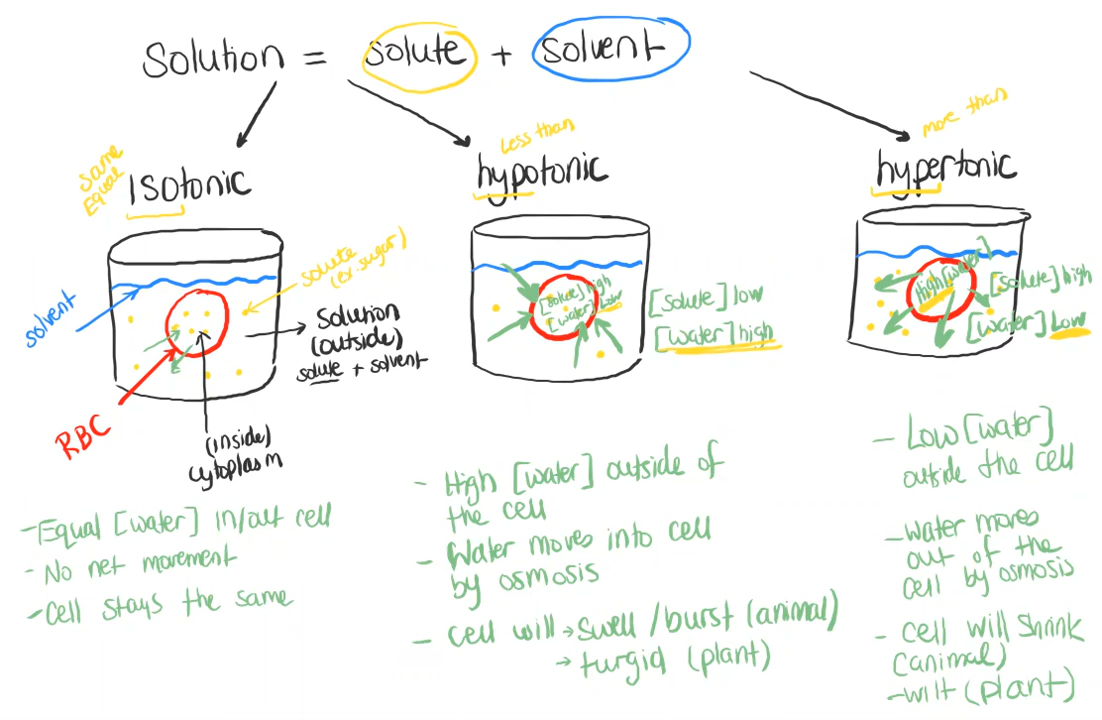 Solution = solute + solvent
Same
Equal
Isotonic
Less than
hypotonic
more than
hypertonic
solvent
solute
(ex. sugar)
Solution
(outside)
solute + solvent
RBC
(inside)
cytoplasm
[solute] high
[water] Low
[solute] low
[water] high
High [water]
[solute] high
[water] Low
- Equal [water] in/out cell
- No net movement
- Cell stays the same
- High [water] outside of
the cell
- Water moves into cell
by osmosis
- cell will → swell / burst (animal)
→ turgid (plant)
- Low [water]
outside the cell
- water moves
out of the
cell by osmosis
- cell will shrink
(animal)
- wilt (plant)